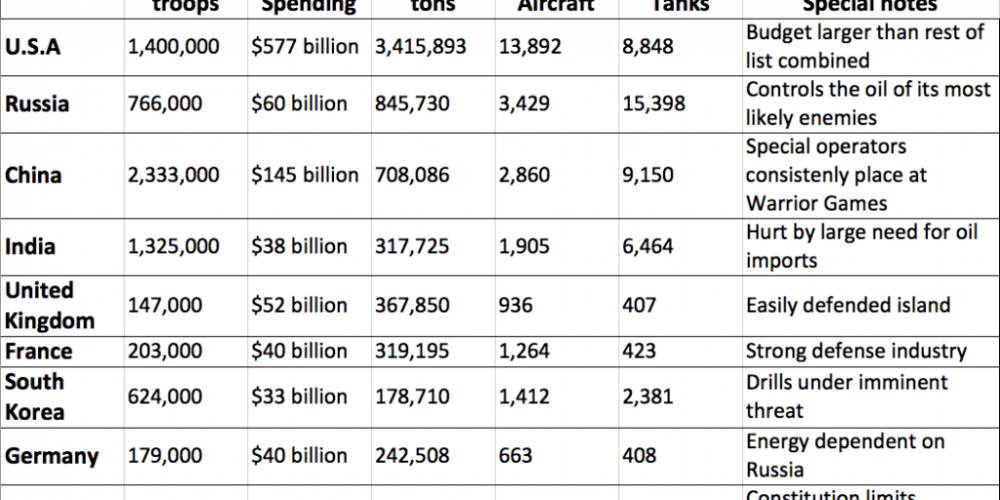 troops Spending tons Aircraft Tanks Special notes
U.S.A 1,400,000 $577 billion 3,415,893 13,892 8,848 Budget larger than rest of
list combined
Russia 766,000 $60 billion 845,730 3,429 15,398 Controls the oil of its most
likely enemies
China 2,333,000 $145 billion 708,086 2,860 9,150 Special operators
consistenly place at
Warrior Games
India 1,325,000 $38 billion 317,725 1,905 6,464 Hurt by large need for oil
imports
United
Kingdom 147,000 $52 billion 367,850 936 407 Easily defended island
France 203,000 $40 billion 319,195 1,264 423 Strong defense industry
South
Korea 624,000 $33 billion 178,710 1,412 2,381 Drills under imminent
threat
Germany 179,000 $40 billion 242,508 663 408 Energy dependent on
Russia
Constitution limits